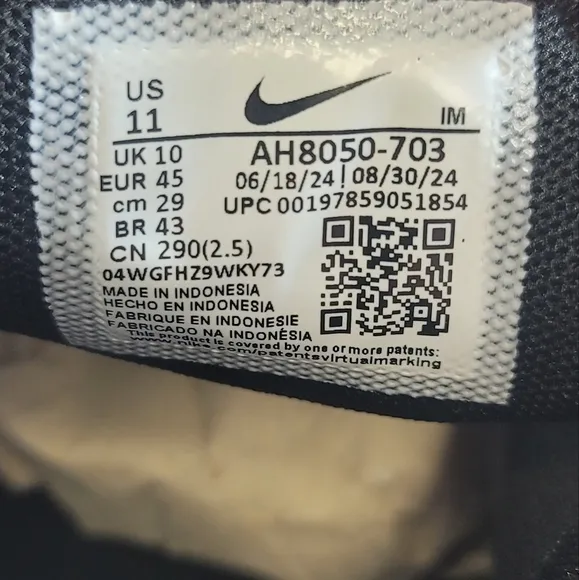 US
11
IM
UK 10
AH8050-703
EUR 45
06/18/24 | 08/30/24
cm 29
UPC 00197859051854
BR 43
CN 290(2.5)
04WGFHZ9WKY73
MADE IN INDONESIA
HECHO EN INDONESIA
FABRIQUE EN INDONESIE
FABRICADO NA INDONÉSIA
This product is covered by one or more patents:
nike.com/patentsvirtualmarking